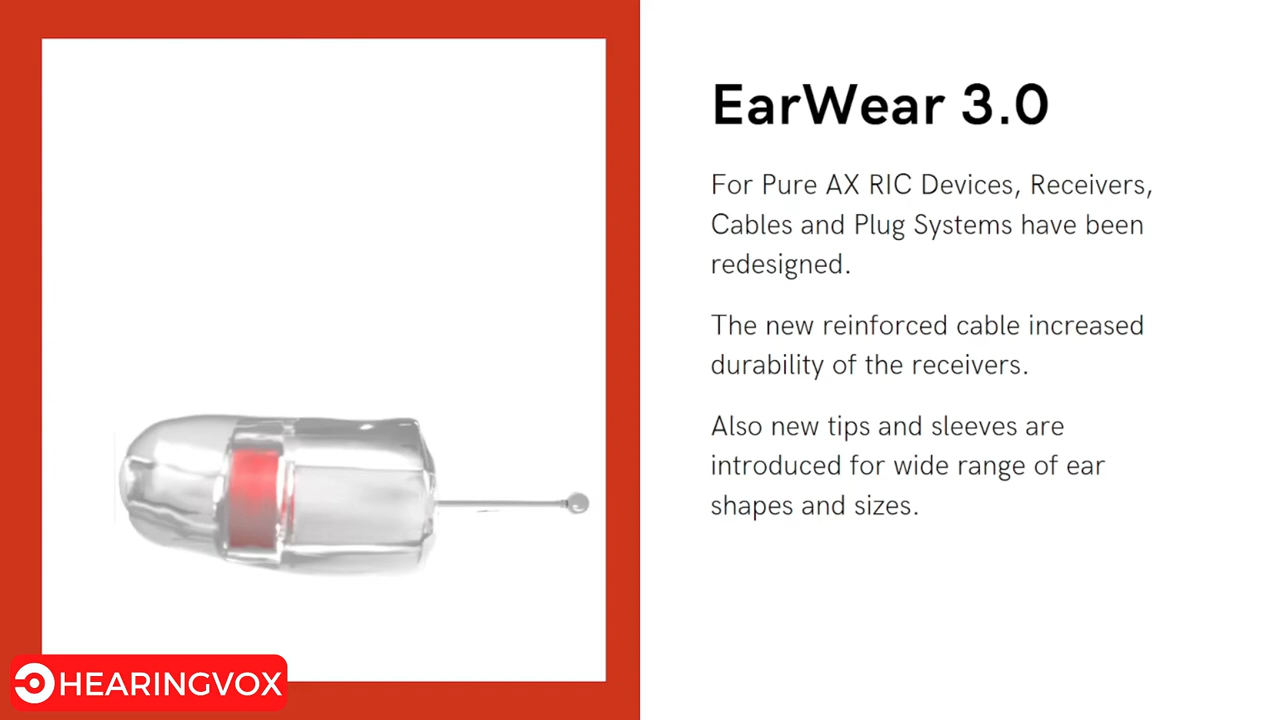 EarWear 3.0
For Pure AX RIC Devices, Receivers,
Cables and Plug Systems have been
redesigned.
The new reinforced cable increased
durability of the receivers.
Also new tips and sleeves are
introduced for wide range of ear
shapes and sizes.
HEARINGVOX